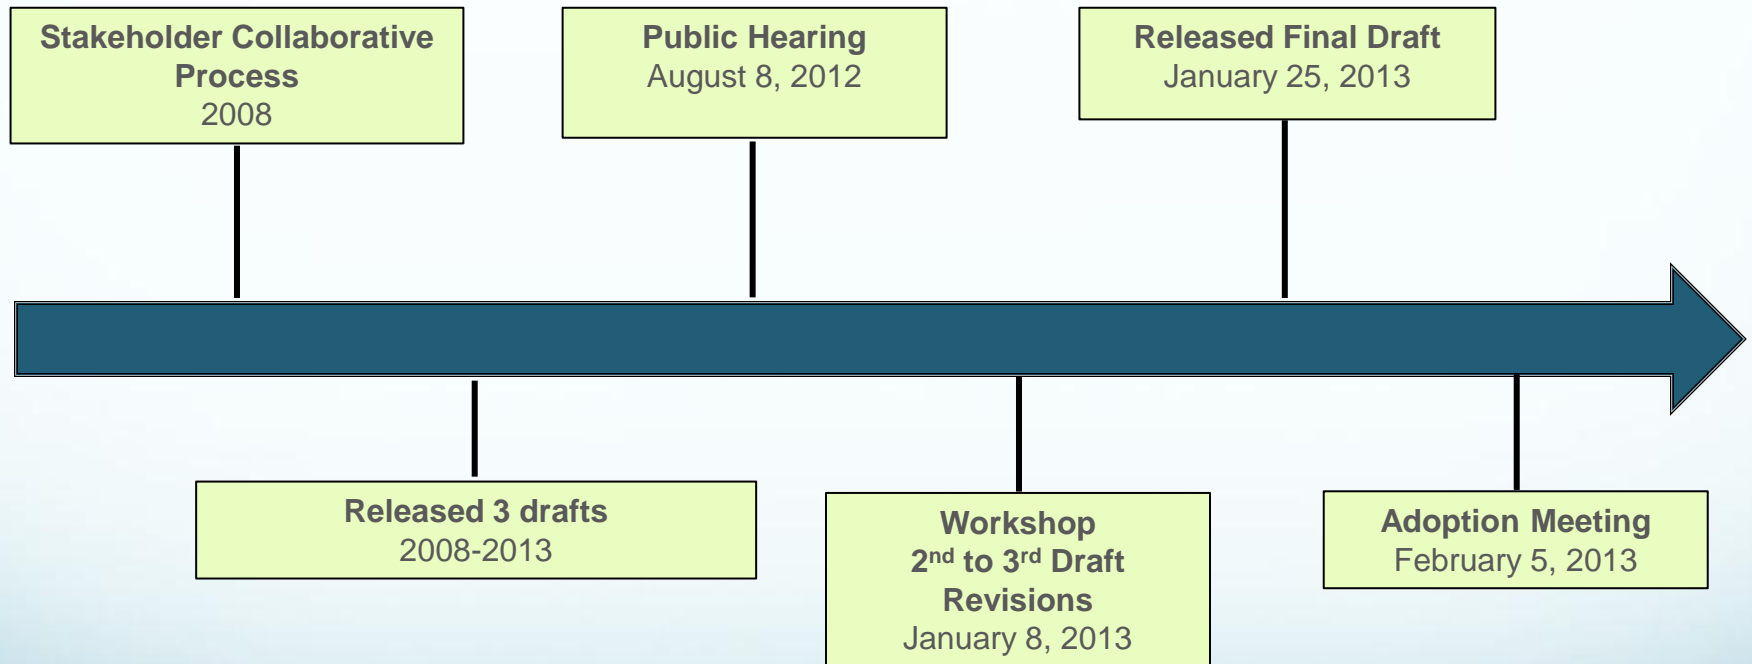 Stakeholder Collaborative
Process
2008
Public Hearing
August 8, 2012
Released Final Draft
January 25, 2013
Released 3 drafts
2008-2013
Workshop
2nd to 3rd Draft
Revisions
January 8, 2013
Adoption Meeting
February 5, 2013